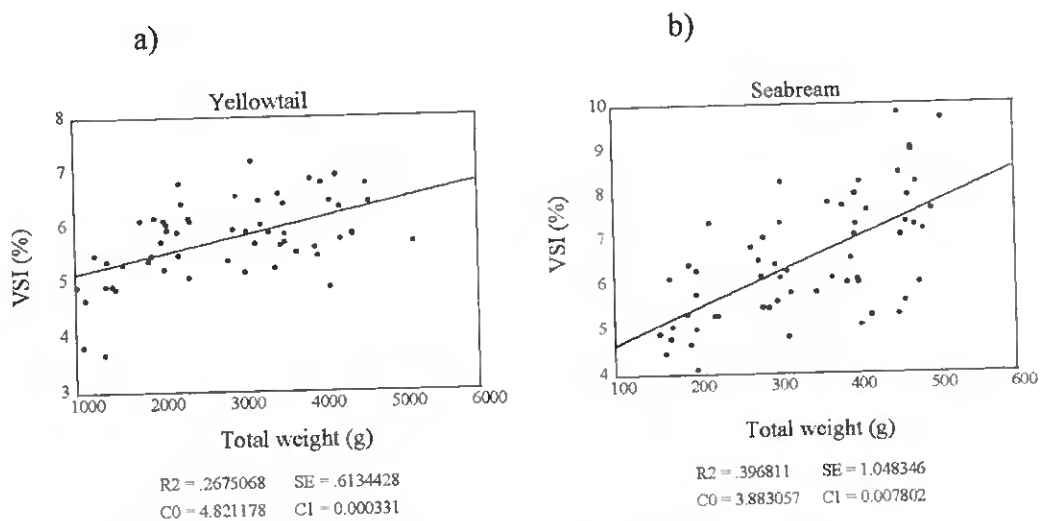 a)
Yellowtail
8
7
6
5
4
3
VSI (%)
1000 2000 3000 4000 5000 6000
Total weight (g)
R2 = .2675068 SE = .6134428
C0 = 4.821178 C1 = 0.000331
b)
Seabream
10
9
8
7
6
5
4
VSI (%)
100 200 300 400 500 600
Total weight (g)
R2 = .396811 SE = 1.048346
C0 = 3.883057 C1 = 0.007802